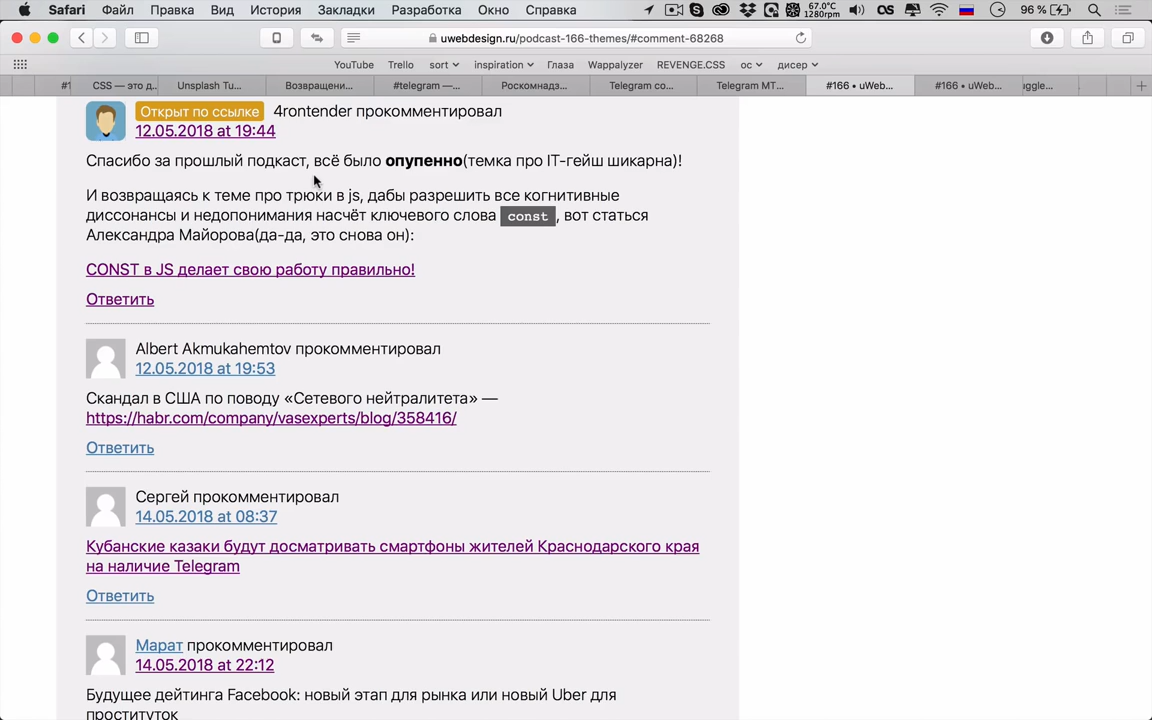 Safari Файл Правка Вид История Закладки Разработка Окно Справка 67.0°C 1280rpm 96 %
uwebdesign.ru/podcast-166-themes/#comment-68268
YouTube Trello sort inspiration Глаза Wappalyzer REVENGE.CSS ос дисер
#1 CSS — это д... Unsplash Tu... Возвращени... #telegram —... Роскомнадз... Telegram co... Telegram MT... #166 • uWeb... #166 • uWeb... uggle...
Открыт по ссылке 4rontender прокомментировал
12.05.2018 at 19:44
Спасибо за прошлый подкаст, всё было опупенно(темка про IT-гейш шикарна)!
И возвращаясь к теме про трюки в js, дабы разрешить все когнитивные
диссонансы и недопонимания насчёт ключевого слова const, вот статься
Александра Майорова(да-да, это снова он):
CONST в JS делает свою работу правильно!
Ответить
Albert Akmukahemtov прокомментировал
12.05.2018 at 19:53
Скандал в США по поводу «Сетевого нейтралитета» —
https://habr.com/company/vasexperts/blog/358416/
Ответить
Сергей прокомментировал
14.05.2018 at 08:37
Кубанские казаки будут досматривать смартфоны жителей Краснодарского края
на наличие Telegram
Ответить
Марат прокомментировал
14.05.2018 at 22:12
Будущее дейтинга Facebook: новый этап для рынка или новый Uber для
проституток